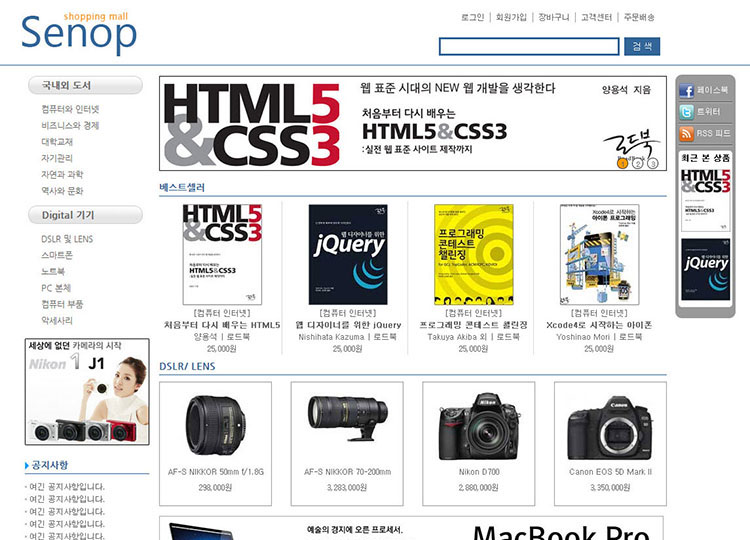 shopping mall
Senop
로그인 | 회원가입 | 장바구니 | 고객센터 | 주문배송
검 색
국내외 도서
컴퓨터와 인터넷
비즈니스와 경제
대학교재
자기관리
자연과 과학
역사와 문화
Digital 기기
DSLR 및 LENS
스마트폰
노트북
PC 본체
컴퓨터 부품
악세사리
세상에 없던 카메라의 시작
Nikon 1 J1
공지사항
여긴 공지사항입니다.
여긴 공지사항입니다.
여긴 공지사항입니다.
여긴 공지사항입니다.
여긴 공지사항입니다.
HTML5
&CSS3
웹 표준 시대의 NEW 웹 개발을 생각한다
양용석 지음
처음부터 다시 배우는
HTML5&CSS3
:실전 웹 표준 사이트 제작까지
로드북
1 2 3
베스트셀러
HTML5
&CSS3
처음부터 다시 배우는
HTML5&CSS3
[컴퓨터 인터넷]
처음부터 다시 배우는 HTML5
양용석 | 로드북
25,000원
웹 디자이너를 위한
jQuery
[컴퓨터 인터넷]
웹 디자이너를 위한 jQuery
Nishihata Kazuma | 로드북
25,000원
프로그래밍
콘테스트
챌린징
[컴퓨터 인터넷]
프로그래밍 콘테스트 챌린징
Takuya Akiba 외 | 로드북
25,000원
Xcode4로 시작하는
아이폰 프로그래밍
[컴퓨터 인터넷]
Xcode4로 시작하는 아이폰
Yoshinao Mori | 로드북
25,000원
DSLR/ LENS
AF-S NIKKOR 50mm f/1.8G
298,000원
AF-S NIKKOR 70-200mm
3,283,000원
Nikon
Nikon D700
2,880,000원
Canon
Canon EOS 5D Mark II
3,350,000원
예술의 경지에 오른 프로세서.
MacBook Pro
페이스북
트위터
RSS 피드
최근 본 상품
HTML5
&CSS3
HTML5&CSS3
jQuery